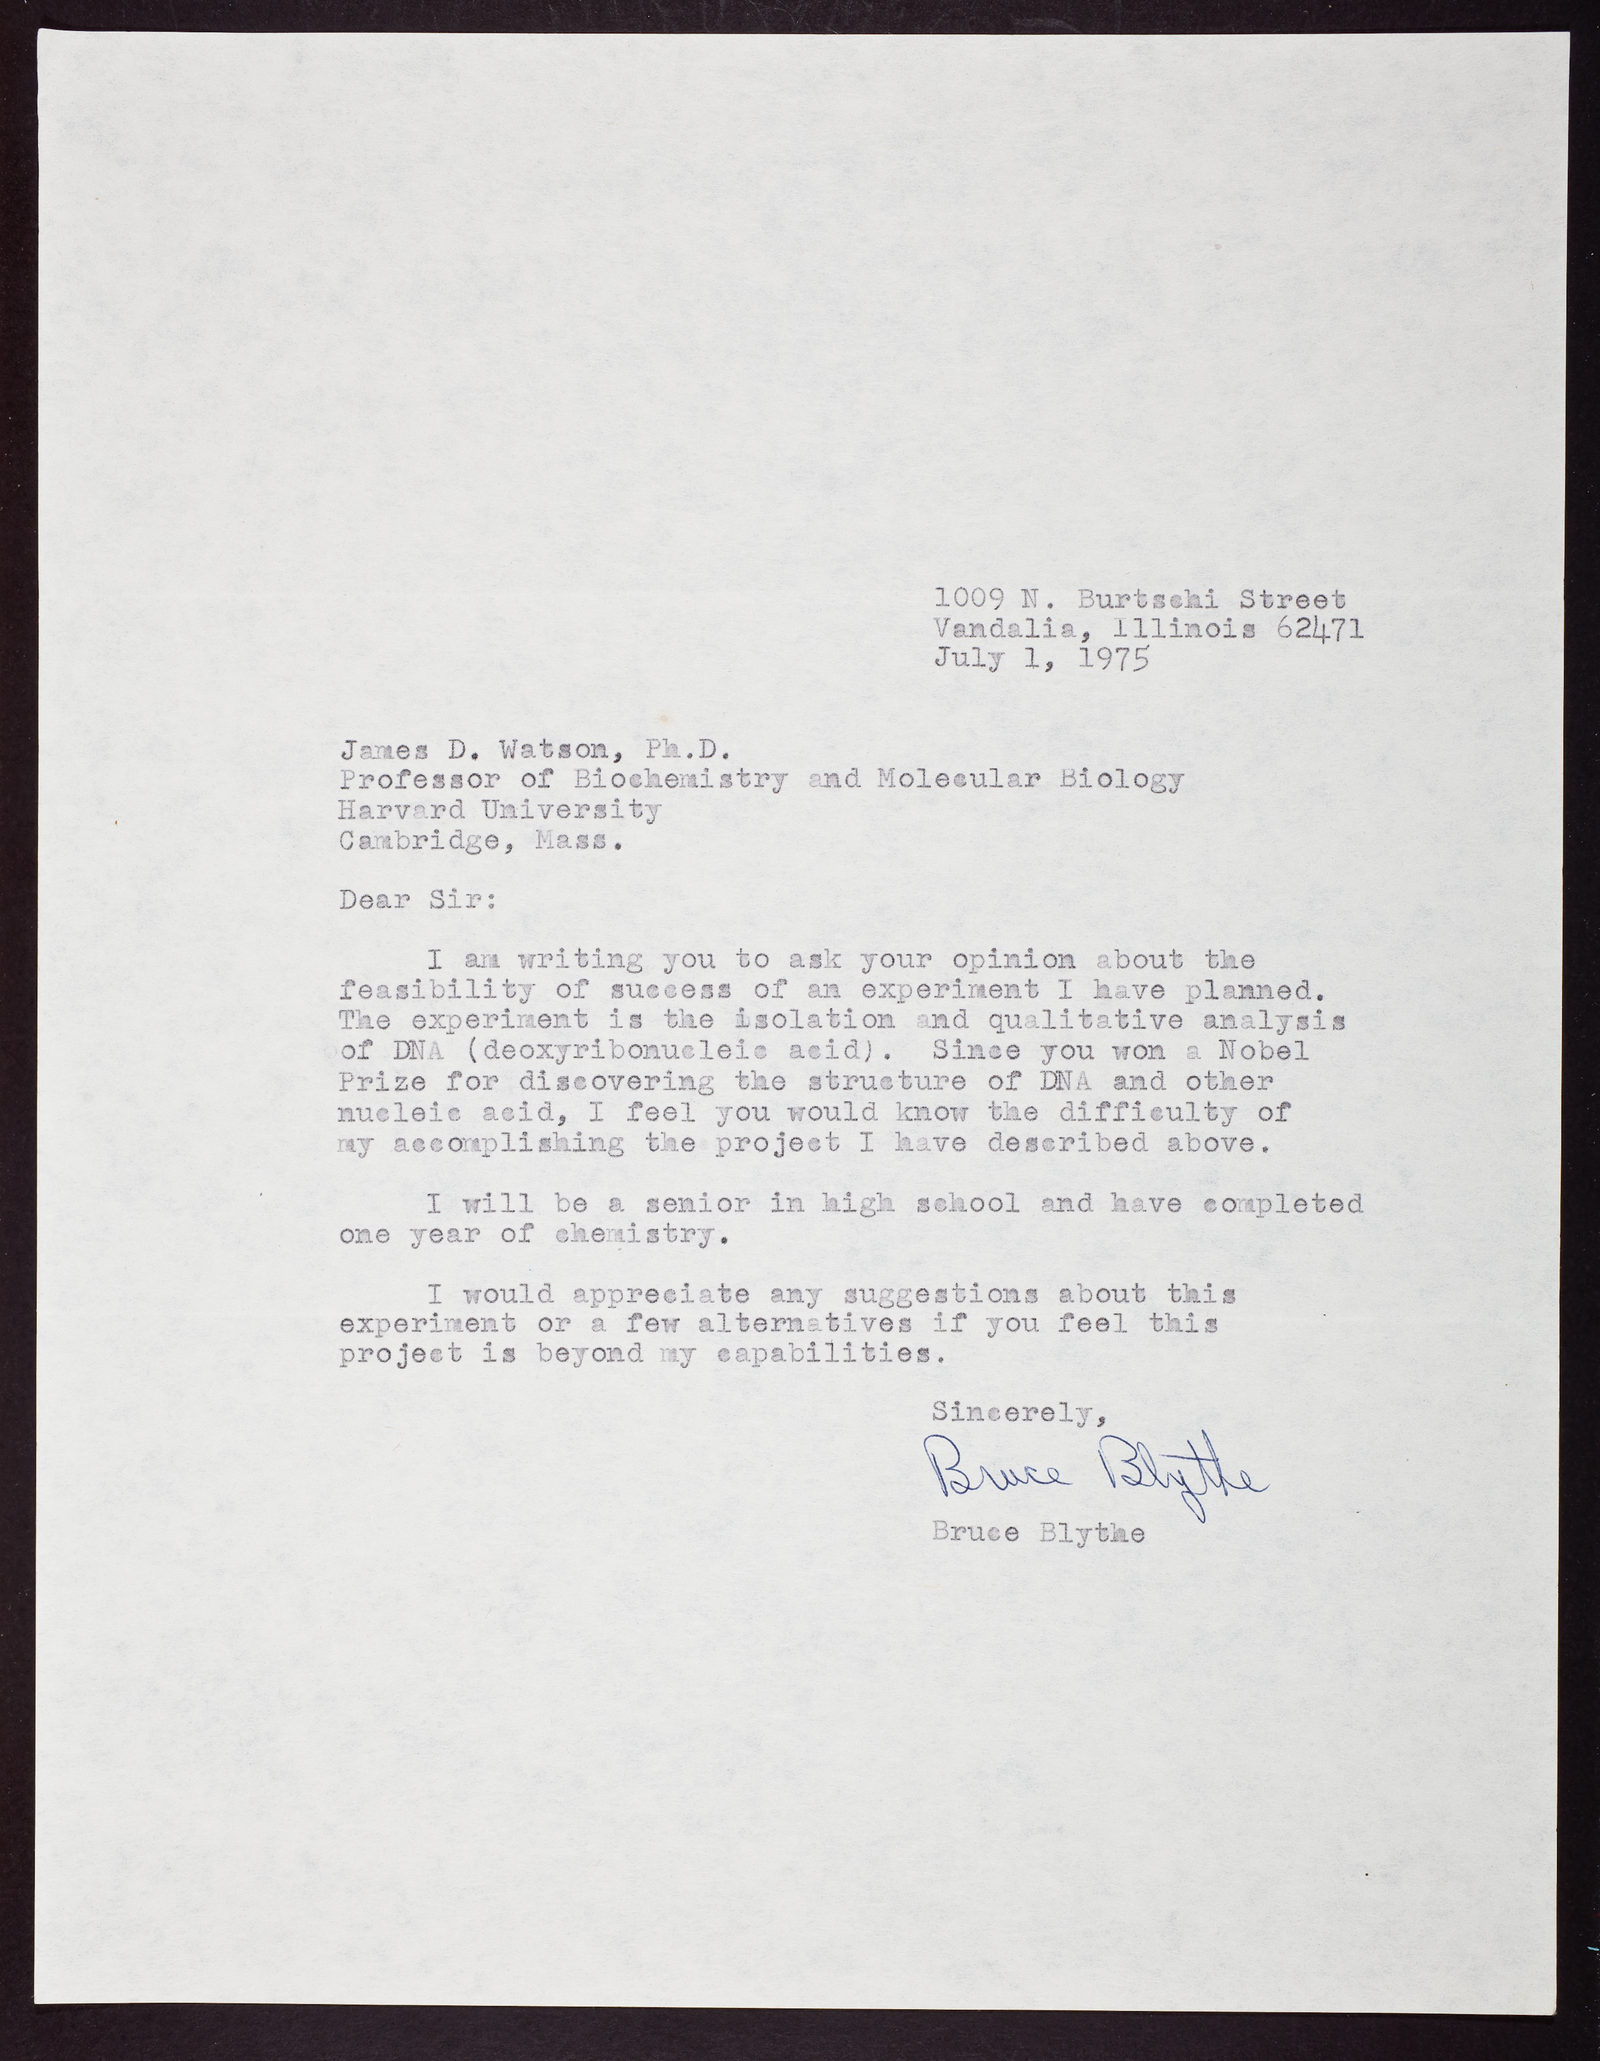 1009 N. Burtschi Street
Vandalia, Illinois 62471
July 1, 1975
James D. Watson, Ph.D.
Professor of Biochemistry and Molecular Biology
Harvard University
Cambridge, Mass.
Dear Sir:
I am writing you to ask your opinion about the
feasibility of success of an experiment I have planned.
The experiment is the isolation and qualitative analysis
of DNA (deoxyribonucleic acid). Since you won a Nobel
Prize for discovering the structure of DNA and other
nucleic acid, I feel you would know the difficulty of
my accomplishing the project I have described above.
I will be a senior in high school and have completed
one year of chemistry.
I would appreciate any suggestions about this
experiment or a few alternatives if you feel this
project is beyond my capabilities.
Sincerely,
Bruce Blythe
Bruce Blythe